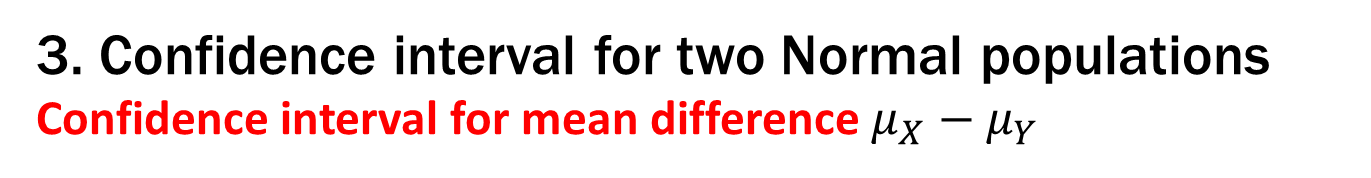 3. Confidence interval for two Normal populations
Confidence interval for mean difference 𝜇𝑋 − 𝜇𝑌